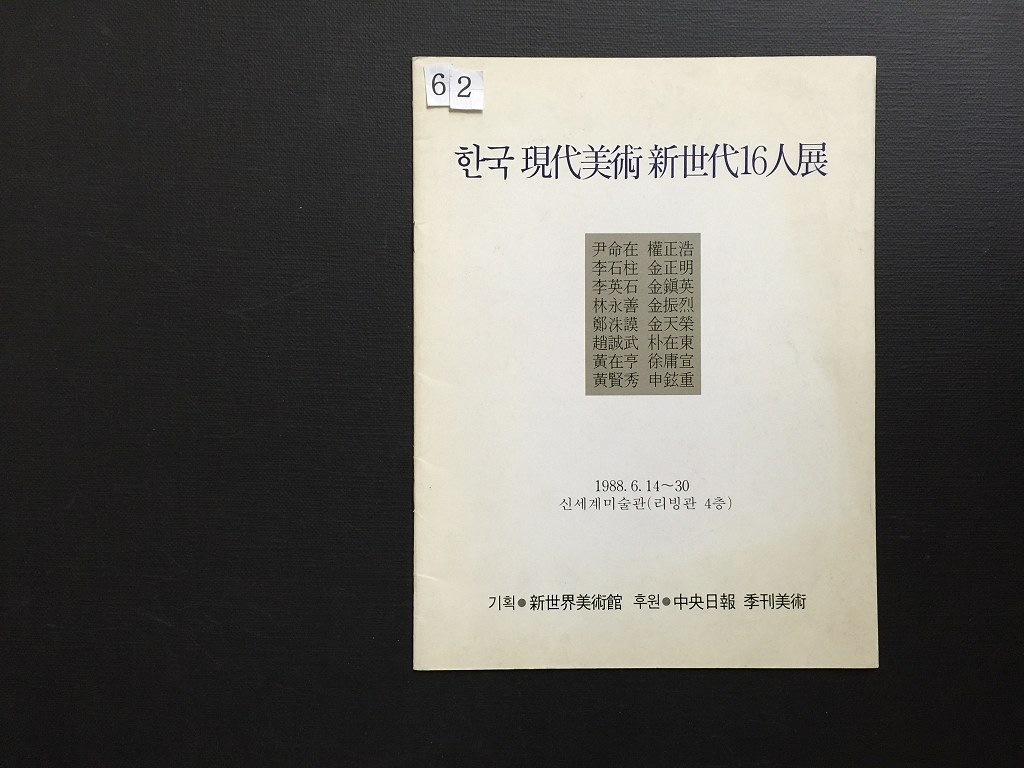 62
한국 現代美術 新世代16人展
尹命在 權正浩
李石柱 金正明
李英石 金鎭英
林永善 金振烈
鄭洙謨 金天榮
趙誠武 朴在東
黃在亨 徐庸宣
黃賢秀 申鉉重
1988. 6. 14～30
신세계미술관(리빙관 4층)
기획●新世界美術館 후원●中央日報 季刊美術